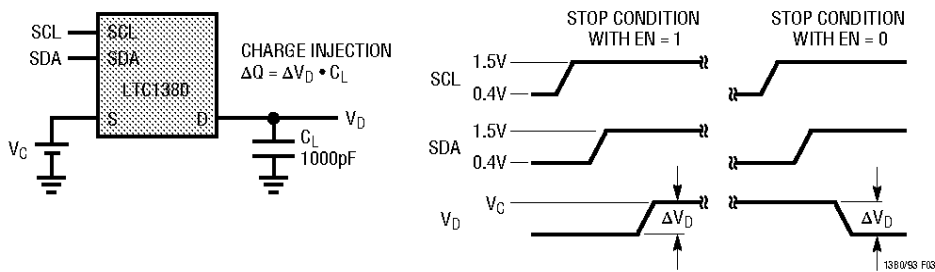 SCL
SDA
SCL
SDA
LTC1380
S
D
V_C
CHARGE INJECTION
ΔQ = ΔV_D • C_L
V_D
C_L
1000pF
STOP CONDITION
WITH EN = 1
STOP CONDITION
WITH EN = 0
SCL
1.5V
0.4V
SDA
1.5V
0.4V
V_D
V_C
ΔV_D
ΔV_D
1380/93 F03